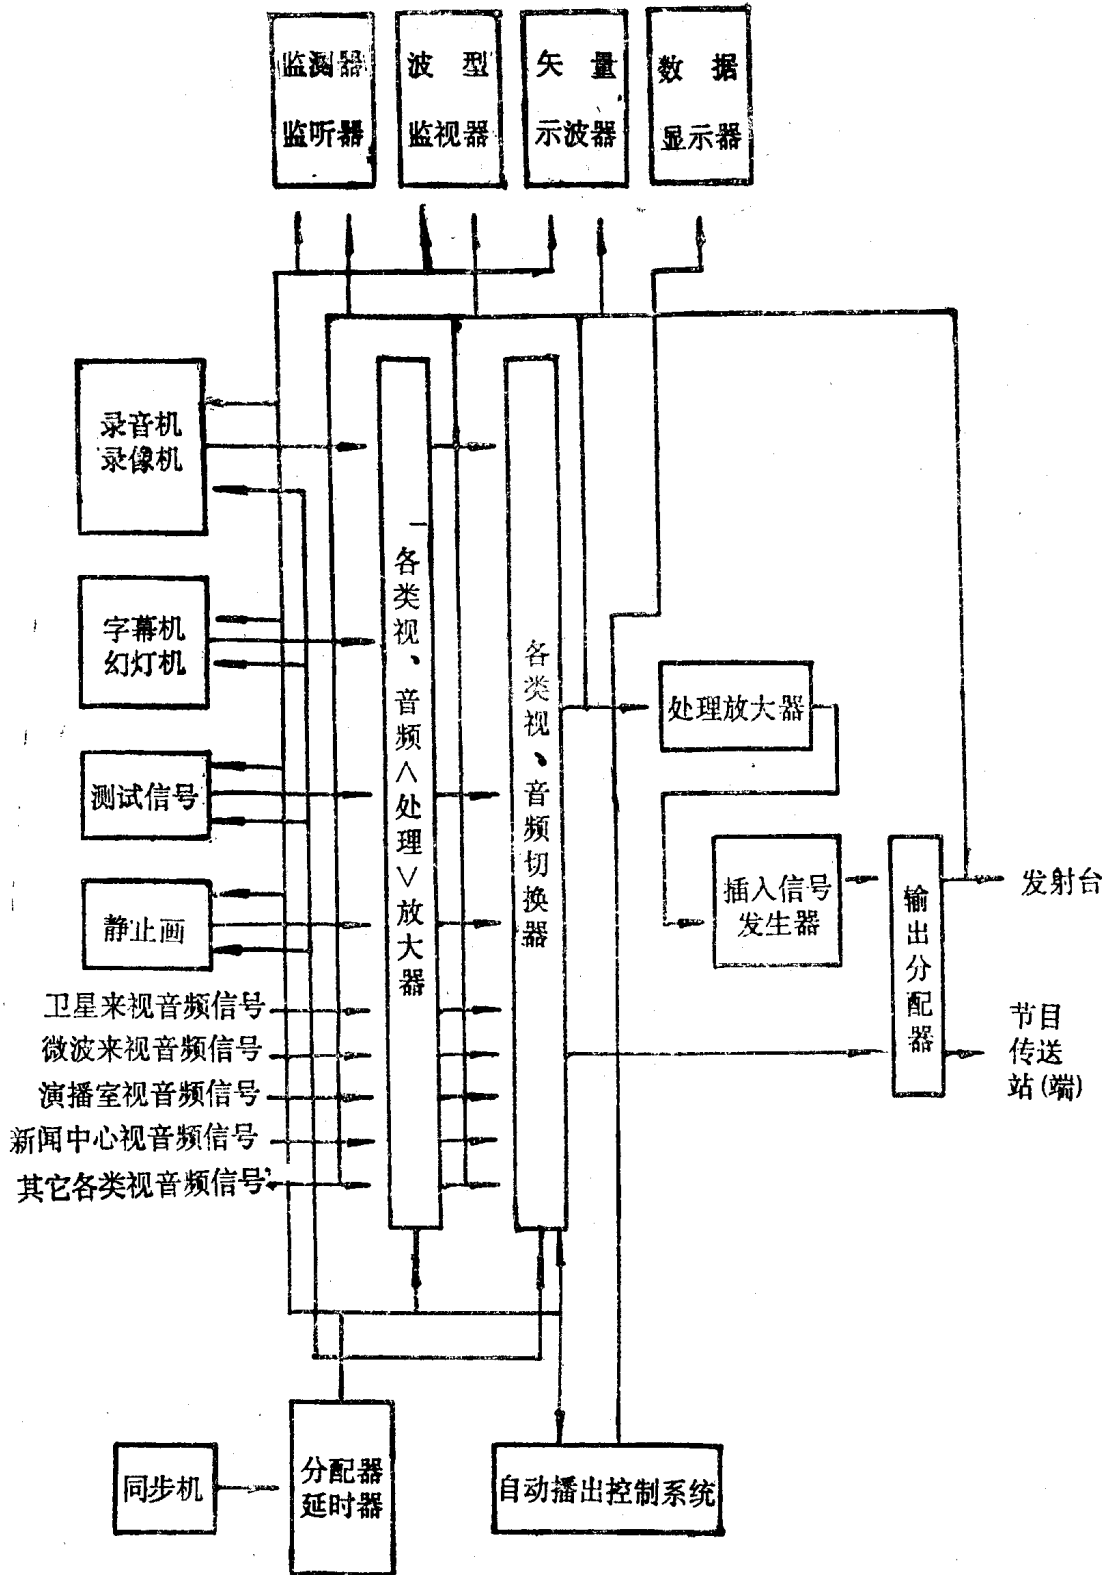 监测器
监听器
波型
监视器
矢量
示波器
数据
显示器
录音机
录像机
字幕机
幻灯机
测试信号
静止画
卫星来视音频信号
微波来视音频信号
演播室视音频信号
新闻中心视音频信号
其它各类视音频信号
各类视、音频<处理>放大器
各类视、音频切换器
处理放大器
插入信号
发生器
输出分配器
发射台
节目
传送
站(端)
同步机
分配器
延时器
自动播出控制系统